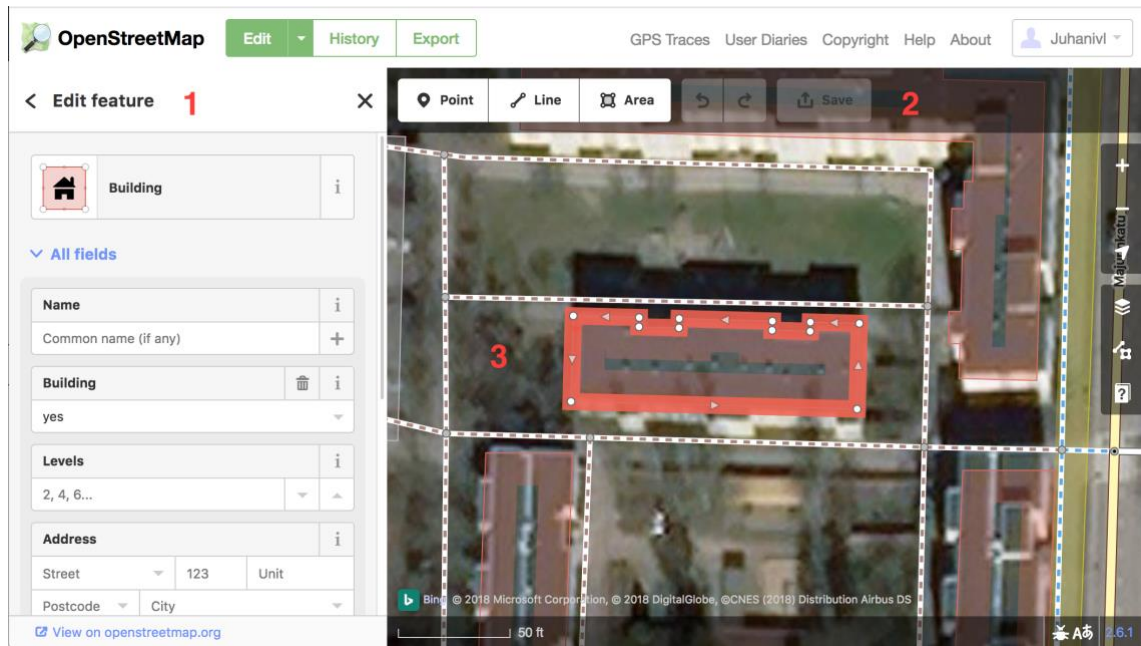 OpenStreetMap Edit History Export GPS Traces User Diaries Copyright Help About Juhanivl
Edit feature 1
Point Line Area Save 2
Building i
All fields
Name i
Common name (if any) +
Building i
yes
Levels i
2, 4, 6...
Address i
Street 123 Unit
Postcode City
View on openstreetmap.org
3
Bing © 2018 Microsoft Corporation, © 2018 DigitalGlobe, ©CNES (2018) Distribution Airbus DS
50 ft
2.6.1